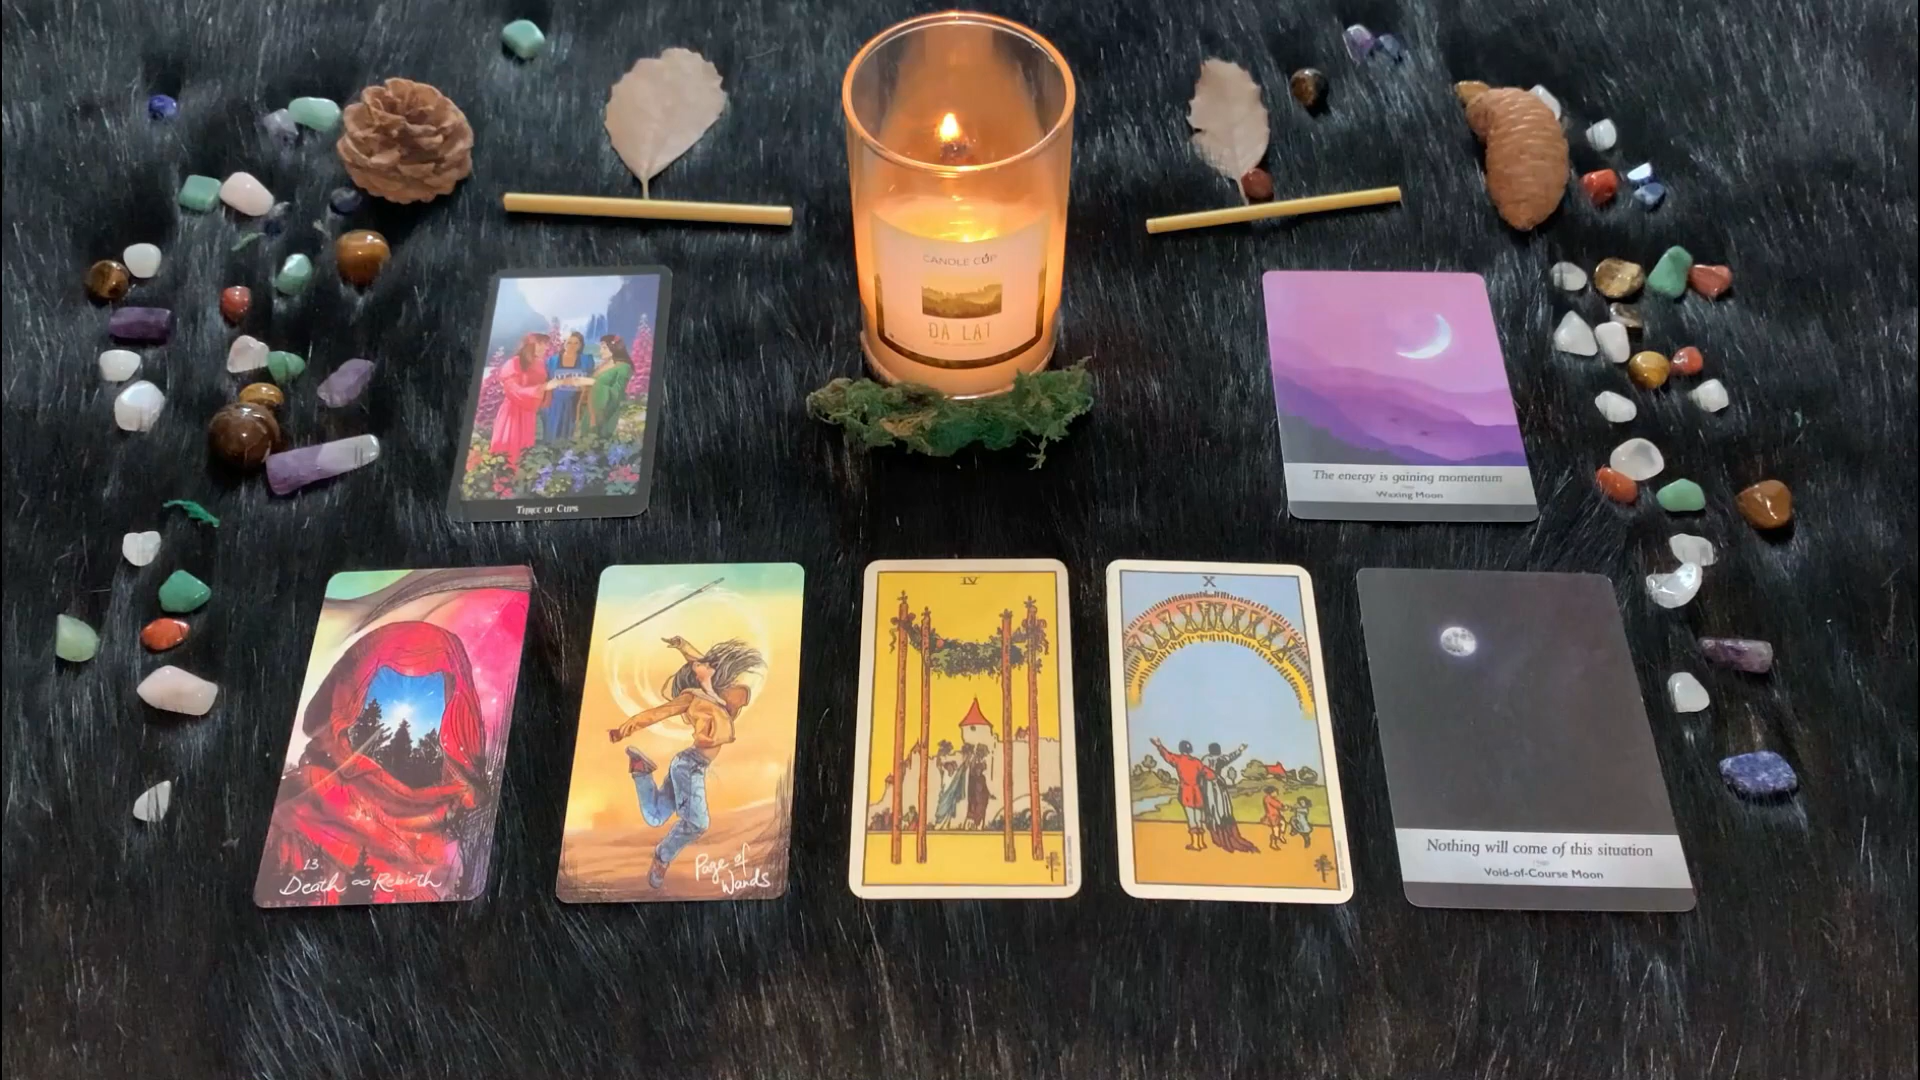 CANDLE CUP
ĐÀ LẠT
THREE OF CUPS
The energy is gaining momentum
Waxing Moon
13.
Death ∞ Rebirth
Page of
Wands
IV
X
Nothing will come of this situation
Void-of-Course Moon